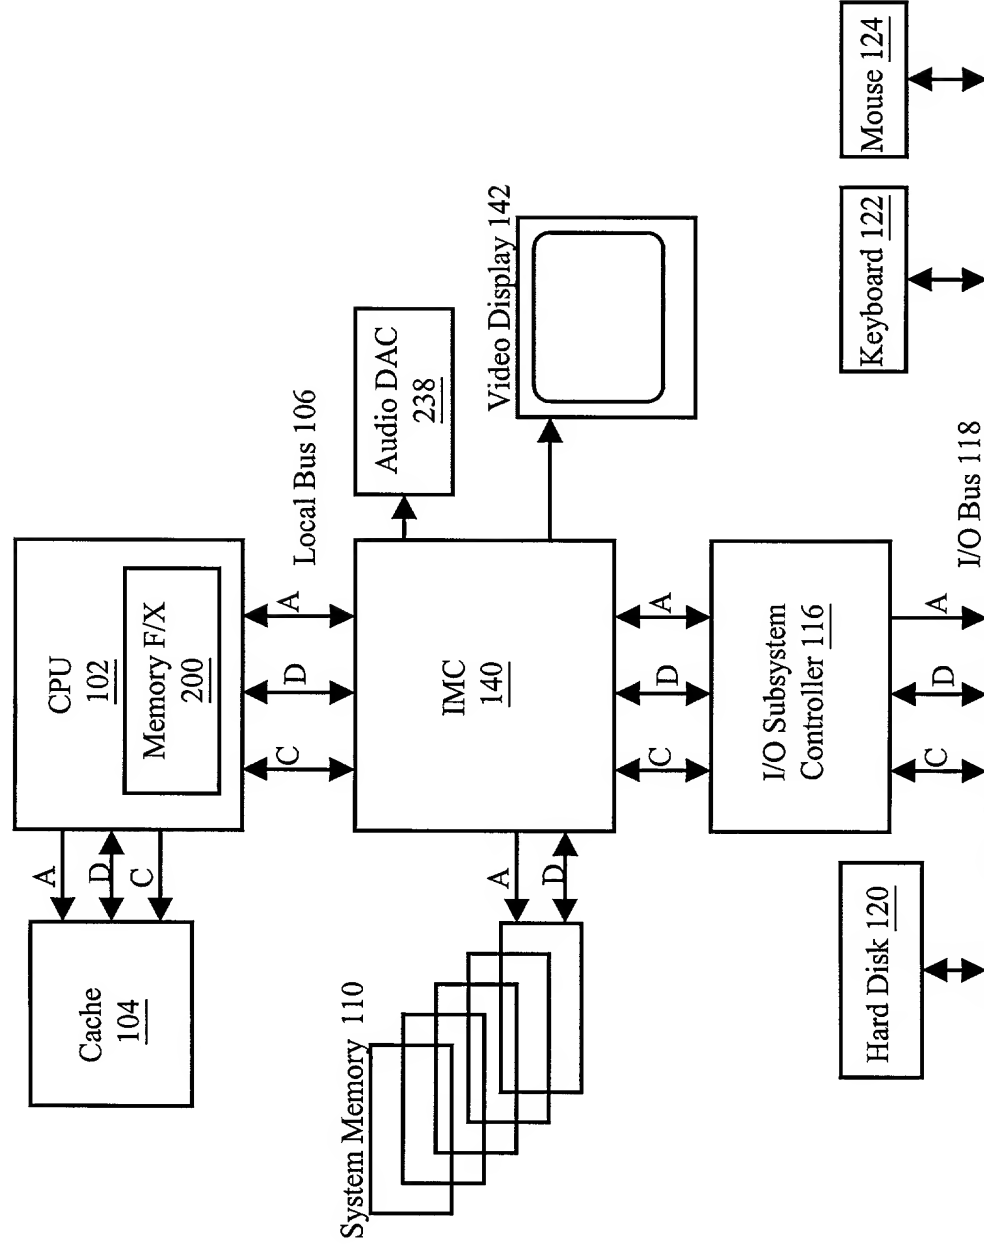 CPU
102
Memory F/X
200
A
D
C
Cache
104
C
D
A
Local Bus 106
IMC
140
Audio DAC
238
Video Display 142
System Memory 110
A
D
C
D
A
I/O Subsystem
Controller 116
C
D
A
I/O Bus 118
Hard Disk 120
Keyboard 122
Mouse 124